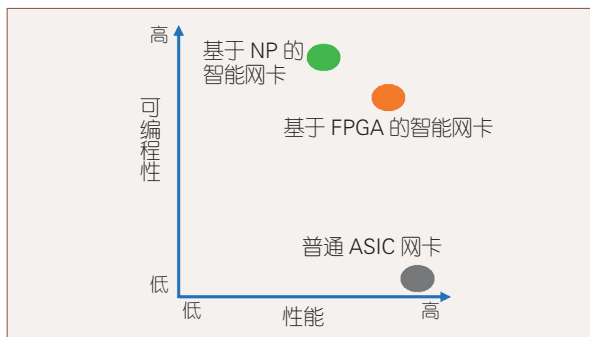 高
基于 NP 的
智能网卡
可编程性
基于 FPGA 的智能网卡
普通 ASIC 网卡
低
低
性能
高